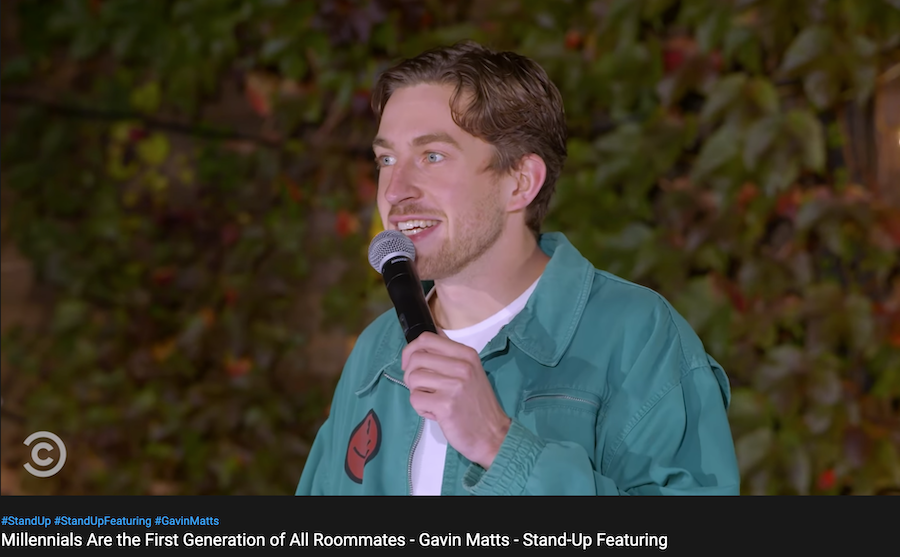 #StandUp #StandUpFeaturing #GavinMatts
Millennials Are the First Generation of All Roommates - Gavin Matts - Stand-Up Featuring